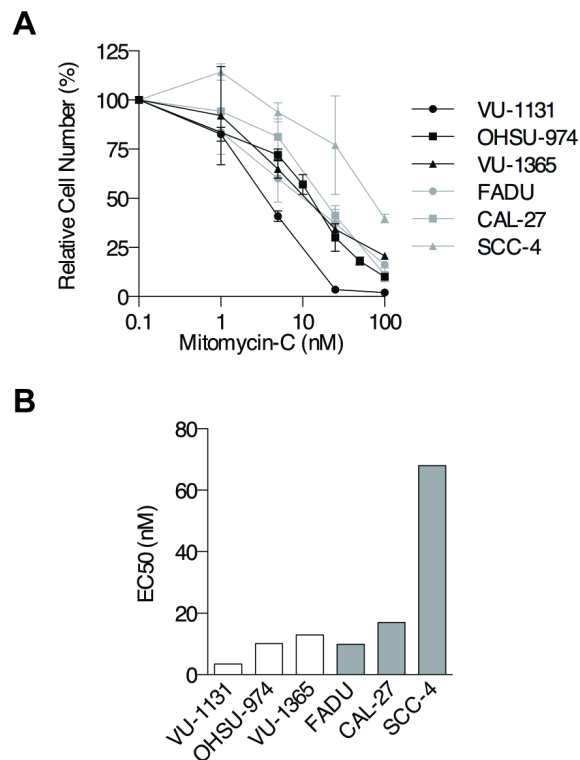 A
Relative Cell Number (%)
125
100
75
50
25
0
0.1 1 10 100
Mitomycin-C (nM)
VU-1131
OHSU-974
VU-1365
FADU
CAL-27
SCC-4
B
EC50 (nM)
80
60
40
20
0
VU-1131
OHSU-974
VU-1365
FADU
CAL-27
SCC-4